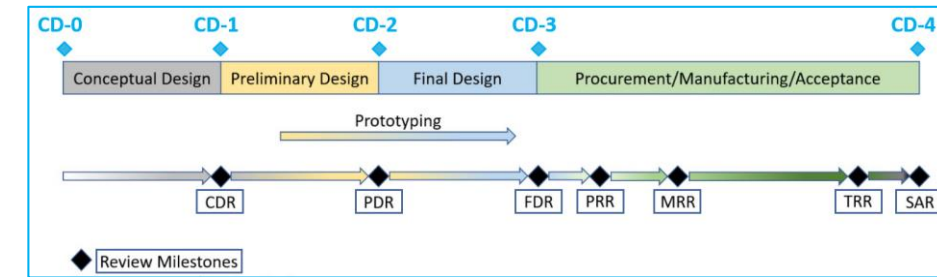 CD-0 CD-1 CD-2 CD-3 CD-4
Conceptual Design Preliminary Design Final Design Procurement/Manufacturing/Acceptance
Prototyping
CDR PDR FDR PRR MRR TRR SAR
Review Milestones